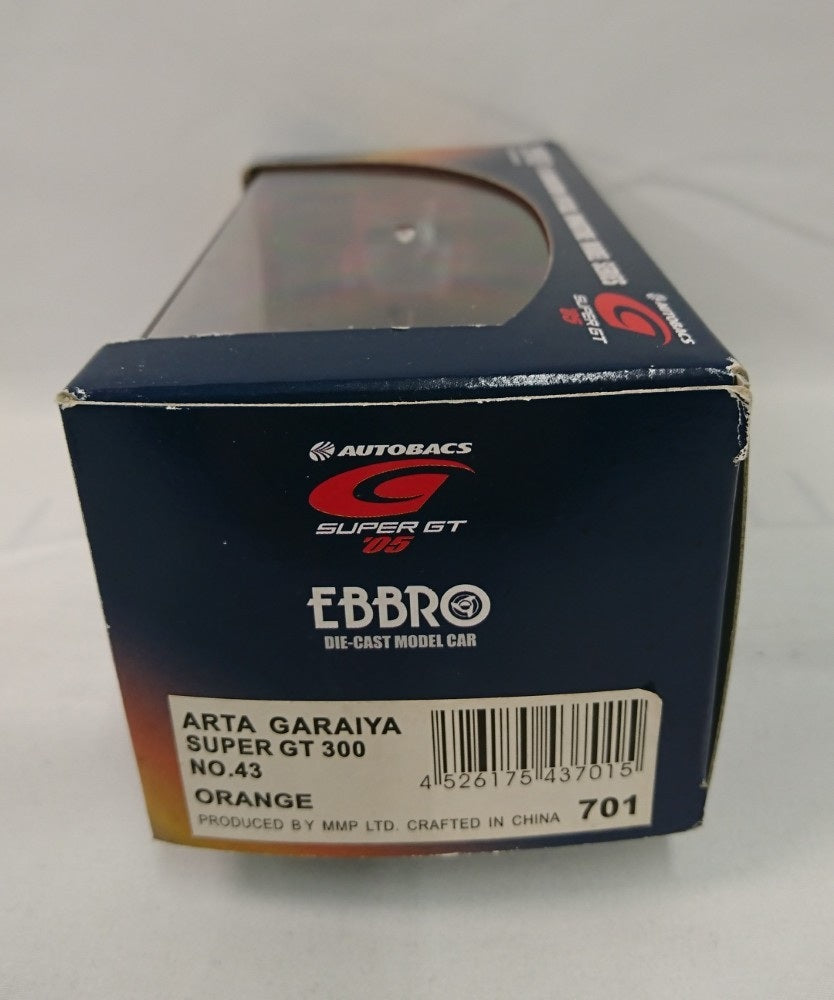 SERIES
AUTOBACS
SUPER GT
'05
AUTOBACS
SUPER GT
'05
EBBRO
DIE-CAST MODEL CAR
ARTA GARAIYA
SUPER GT 300
NO.43
ORANGE
4 526175 437015
701
PRODUCED BY MMP LTD. CRAFTED IN CHINA